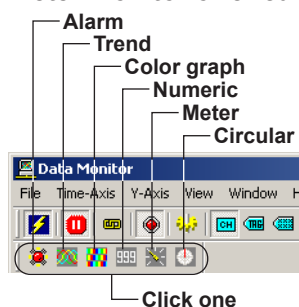 Alarm
Trend
Color graph
Numeric
Meter
Circular
Data Monitor
File Time-Axis Y-Axis View Window H
CH TAG
999
Click one